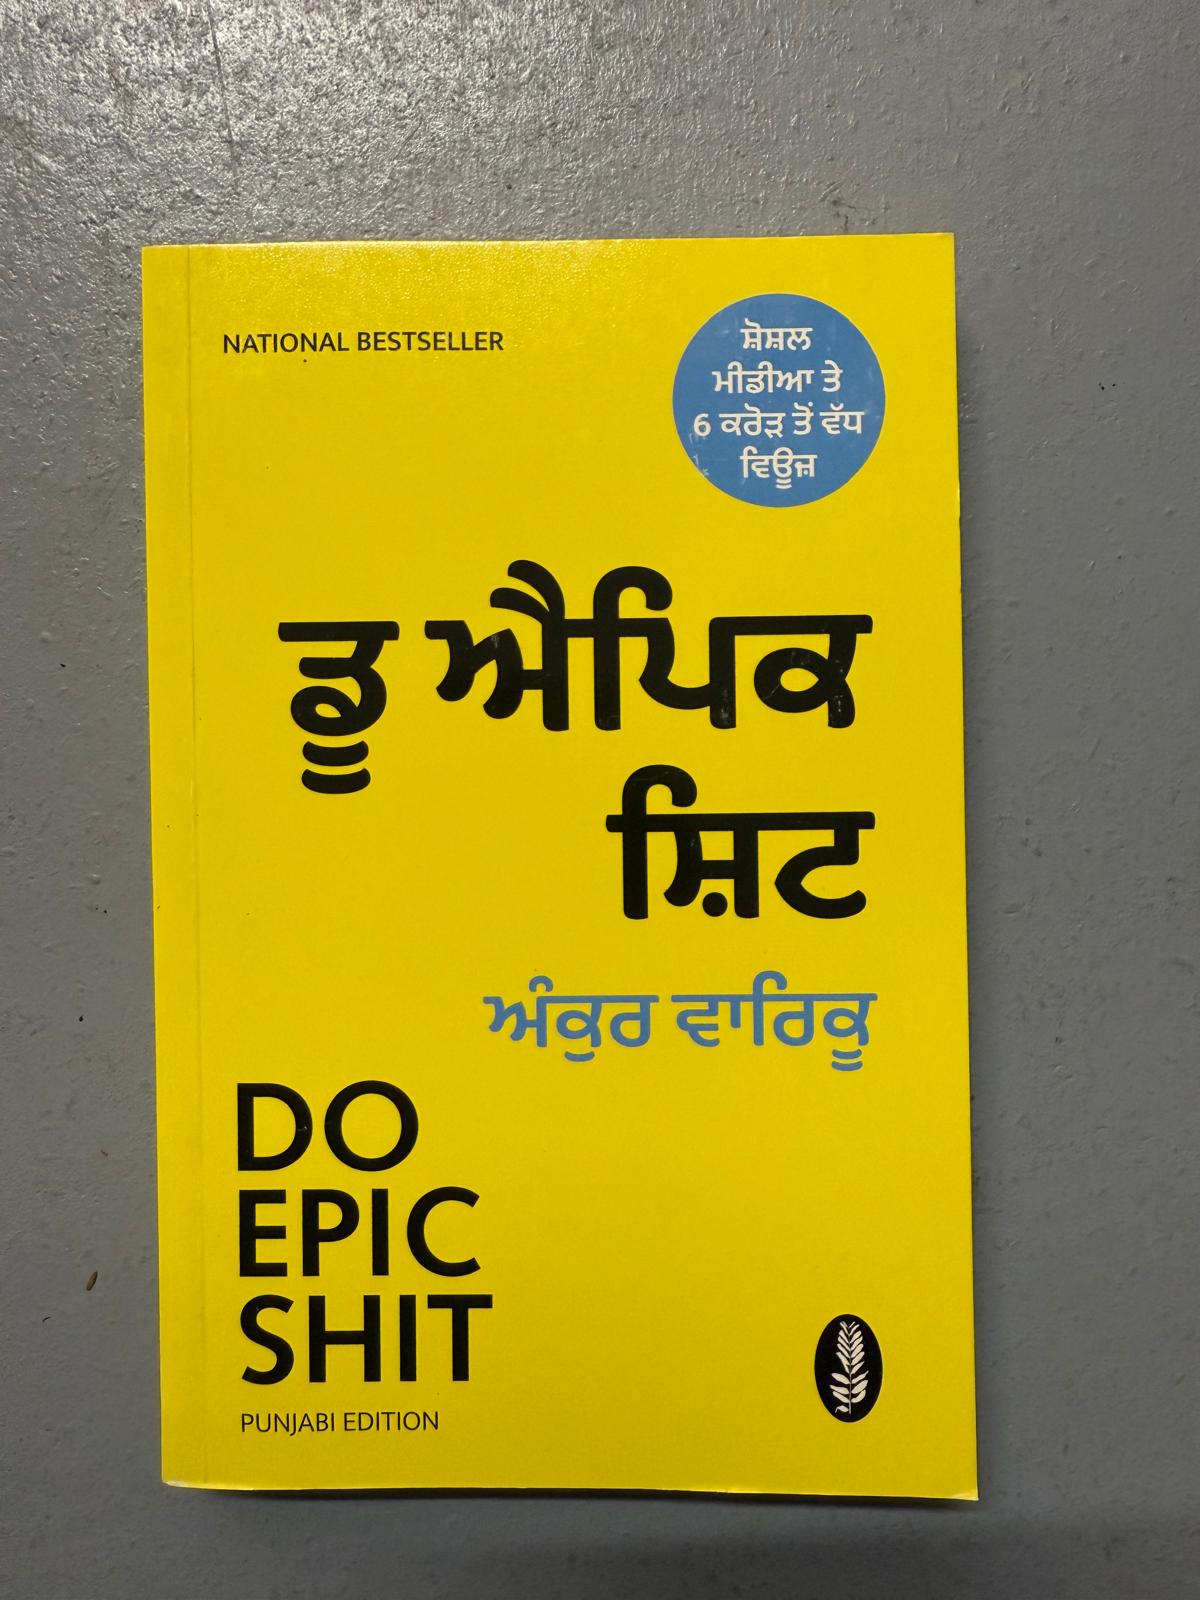 NATIONAL BESTSELLER
ਸ਼ੋਸ਼ਲ
ਮੀਡੀਆ ਤੇ
6 ਕਰੋੜ ਤੋਂ ਵੱਧ
ਵਿਊਜ਼
ਡੂ ਐਪਿਕ
ਸ਼ਿਟ
ਅੰਕੁਰ ਵਾਰਿਕੂ
DO
EPIC
SHIT
PUNJABI EDITION